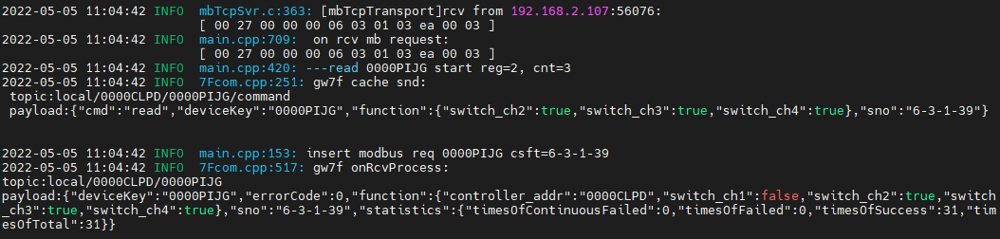 2022-05-05 11:04:42 INFO  mbTcpSvr.c:363: [mbTcpTransport]rcv from 192.168.2.107:56076:
[ 00 27 00 00 00 06 03 01 03 ea 00 03 ]
2022-05-05 11:04:42 INFO  main.cpp:709:  on rcv mb request:
[ 00 27 00 00 00 06 03 01 03 ea 00 03 ]
2022-05-05 11:04:42 INFO  main.cpp:420: ---read 0000PIJG start reg=2, cnt=3
2022-05-05 11:04:42 INFO  7Fcom.cpp:251: gw7f cache snd:
topic:local/0000CLPD/0000PIJG/command
payload:{"cmd":"read","deviceKey":"0000PIJG","function":{"switch_ch2":true,"switch_ch3":true,"switch_ch4":true},"sno":"6-3-1-39"}
2022-05-05 11:04:42 INFO  main.cpp:153: insert modbus req 0000PIJG csft=6-3-1-39
2022-05-05 11:04:42 INFO  7Fcom.cpp:517: gw7f onRcvProcess:
topic:local/0000CLPD/0000PIJG
payload:{"deviceKey":"0000PIJG","errorCode":0,"function":{"controller_addr":"0000CLPD","switch_ch1":false,"switch_ch2":true,"switch
_ch3":true,"switch_ch4":true},"sno":"6-3-1-39","statistics":{"timesOfContinuousFailed":0,"timesOfFailed":0,"timesOfSuccess":31,"tim
esOfTotal":31}}